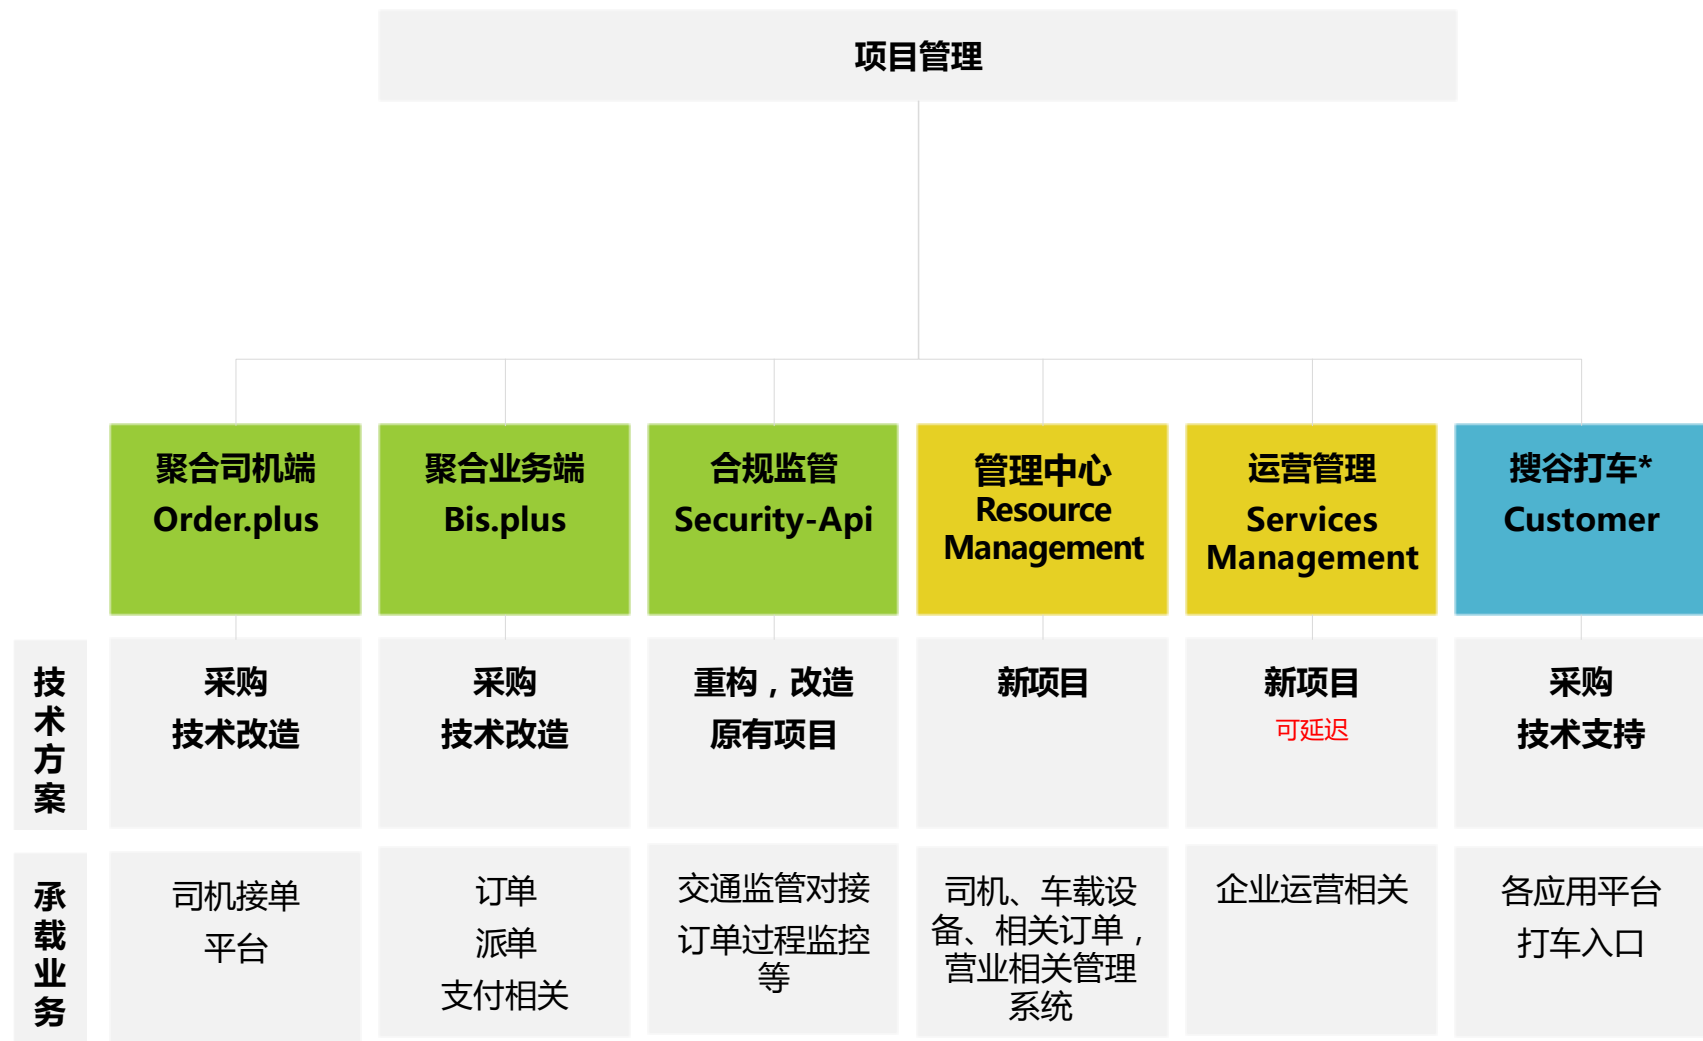 项目管理
聚合司机端
Order.plus
聚合业务端
Bis.plus
合规监管
Security-Api
管理中心
Resource
Management
运营管理
Services
Management
搜谷打车*
Customer
技术方案
采购
技术改造
采购
技术改造
重构，改造
原有项目
新项目
新项目
可延迟
采购
技术支持
承载业务
司机接单
平台
订单
派单
支付相关
交通监管对接
订单过程监控
等
司机、车载设
备、相关订单，
营业相关管理
系统
企业运营相关
各应用平台
打车入口